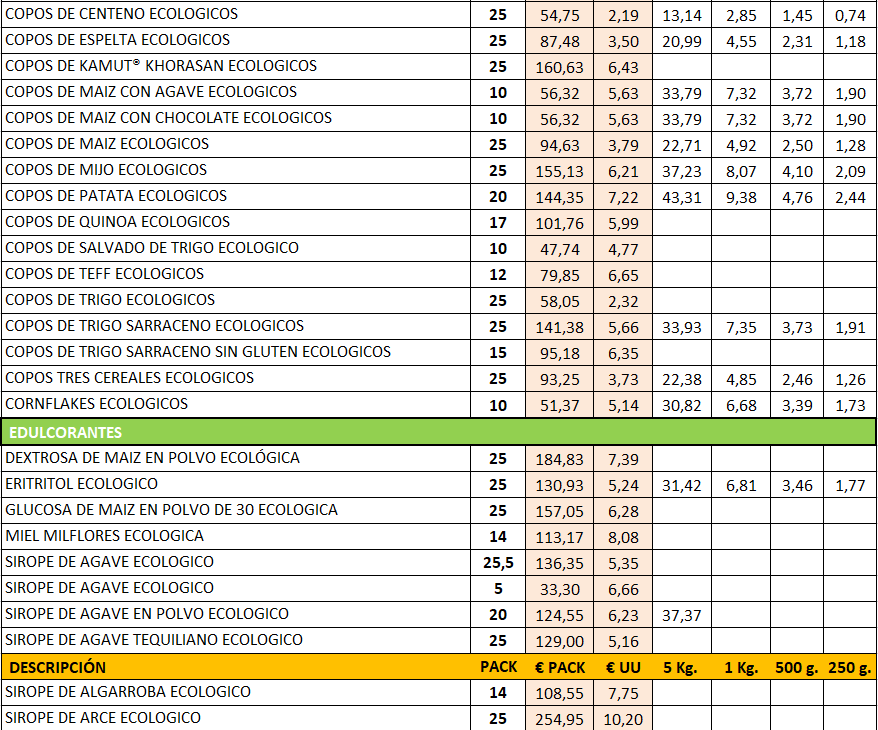 COPOS DE CENTENO ECOLOGICOS 25 54,75 2,19 13,14 2,85 1,45 0,74
COPOS DE ESPELTA ECOLOGICOS 25 87,48 3,50 20,99 4,55 2,31 1,18
COPOS DE KAMUT® KHORASAN ECOLOGICOS 25 160,63 6,43
COPOS DE MAIZ CON AGAVE ECOLOGICOS 10 56,32 5,63 33,79 7,32 3,72 1,90
COPOS DE MAIZ CON CHOCOLATE ECOLOGICOS 10 56,32 5,63 33,79 7,32 3,72 1,90
COPOS DE MAIZ ECOLOGICOS 25 94,63 3,79 22,71 4,92 2,50 1,28
COPOS DE MIJO ECOLOGICOS 25 155,13 6,21 37,23 8,07 4,10 2,09
COPOS DE PATATA ECOLOGICOS 20 144,35 7,22 43,31 9,38 4,76 2,44
COPOS DE QUINOA ECOLOGICOS 17 101,76 5,99
COPOS DE SALVADO DE TRIGO ECOLOGICO 10 47,74 4,77
COPOS DE TEFF ECOLOGICOS 12 79,85 6,65
COPOS DE TRIGO ECOLOGICOS 25 58,05 2,32
COPOS DE TRIGO SARRACENO ECOLOGICOS 25 141,38 5,66 33,93 7,35 3,73 1,91
COPOS DE TRIGO SARRACENO SIN GLUTEN ECOLOGICOS 15 95,18 6,35
COPOS TRES CEREALES ECOLOGICOS 25 93,25 3,73 22,38 4,85 2,46 1,26
CORNFLAKES ECOLOGICOS 10 51,37 5,14 30,82 6,68 3,39 1,73
EDULCORANTES
DEXTROSA DE MAIZ EN POLVO ECOLÓGICA 25 184,83 7,39
ERITRITOL ECOLOGICO 25 130,93 5,24 31,42 6,81 3,46 1,77
GLUCOSA DE MAIZ EN POLVO DE 30 ECOLOGICA 25 157,05 6,28
MIEL MILFLORES ECOLOGICA 14 113,17 8,08
SIROPE DE AGAVE ECOLOGICO 25,5 136,35 5,35
SIROPE DE AGAVE ECOLOGICO 5 33,30 6,66
SIROPE DE AGAVE EN POLVO ECOLOGICO 20 124,55 6,23 37,37
SIROPE DE AGAVE TEQUILIANO ECOLOGICO 25 129,00 5,16
DESCRIPCIÓN PACK € PACK € UU 5 Kg. 1 Kg. 500 g. 250 g.
SIROPE DE ALGARROBA ECOLOGICO 14 108,55 7,75
SIROPE DE ARCE ECOLOGICO 25 254,95 10,20